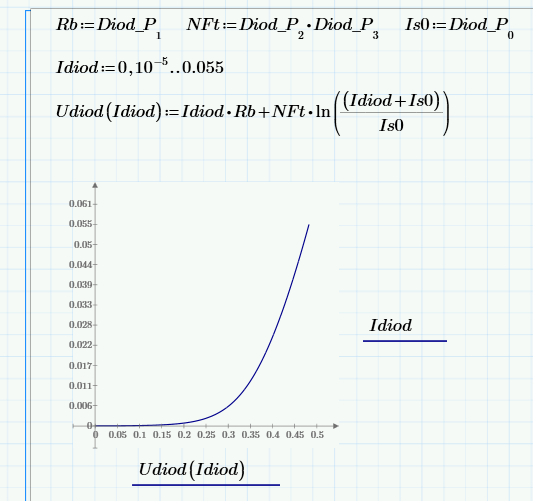 Rb:=Diod_P₁ NFt:=Diod_P₂•Diod_P₃ Is0:=Diod_P₀
Idiod:=0,10⁻⁵..0.055
Udiod(Idiod):=Idiod•Rb+NFt•ln((Idiod+Is0)/Is0)
0.061
0.055
0.05
0.044
0.039
0.033
0.028
0.022
0.017
0.011
0.006
0
0 0.05 0.1 0.15 0.2 0.25 0.3 0.35 0.4 0.45 0.5
Idiod
Udiod(Idiod)